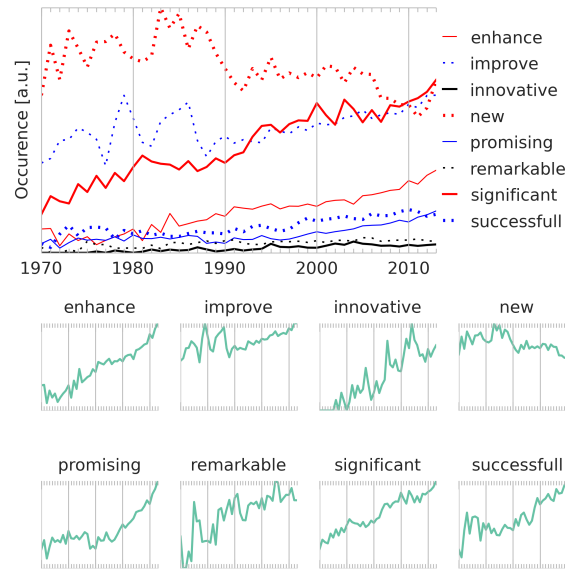 Occurence [a.u.]
enhance
improve
innovative
new
promising
remarkable
significant
successfull
1970 1980 1990 2000 2010
enhance improve innovative new
promising remarkable significant successfull